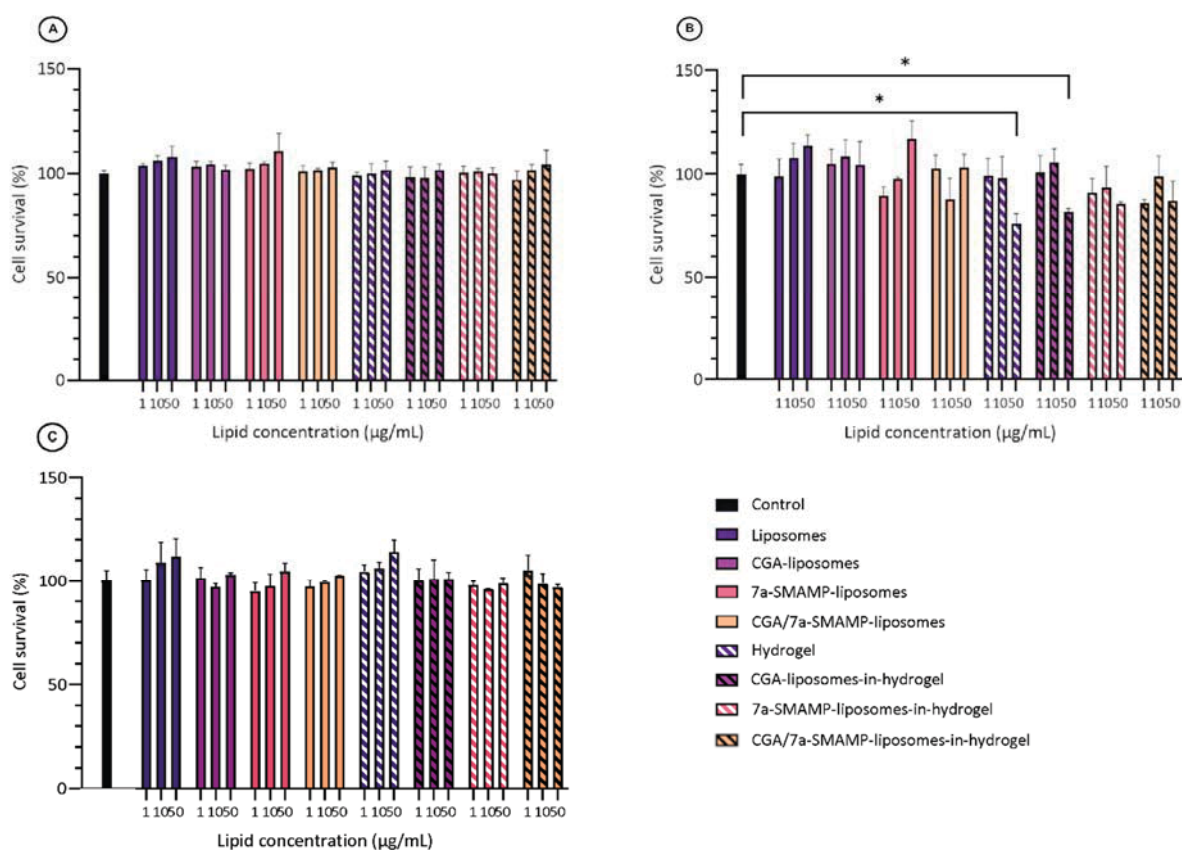 A
150
100
50
0
Cell survival (%)
1 1050 1 1050 1 1050 1 1050 1 1050 1 1050 1 1050 1 1050
Lipid concentration (µg/mL)
B
150
100
50
0
Cell survival (%)
*
*
11050 11050 11050 11050 11050 11050 11050 11050
Lipid concentration (µg/mL)
C
150
100
50
0
Cell survival (%)
1 1050 1 1050 1 1050 1 1050 1 1050 1 1050 1 1050 1 1050
Lipid concentration (µg/mL)
Control
Liposomes
CGA-liposomes
7a-SMAMP-liposomes
CGA/7a-SMAMP-liposomes
Hydrogel
CGA-liposomes-in-hydrogel
7a-SMAMP-liposomes-in-hydrogel
CGA/7a-SMAMP-liposomes-in-hydrogel